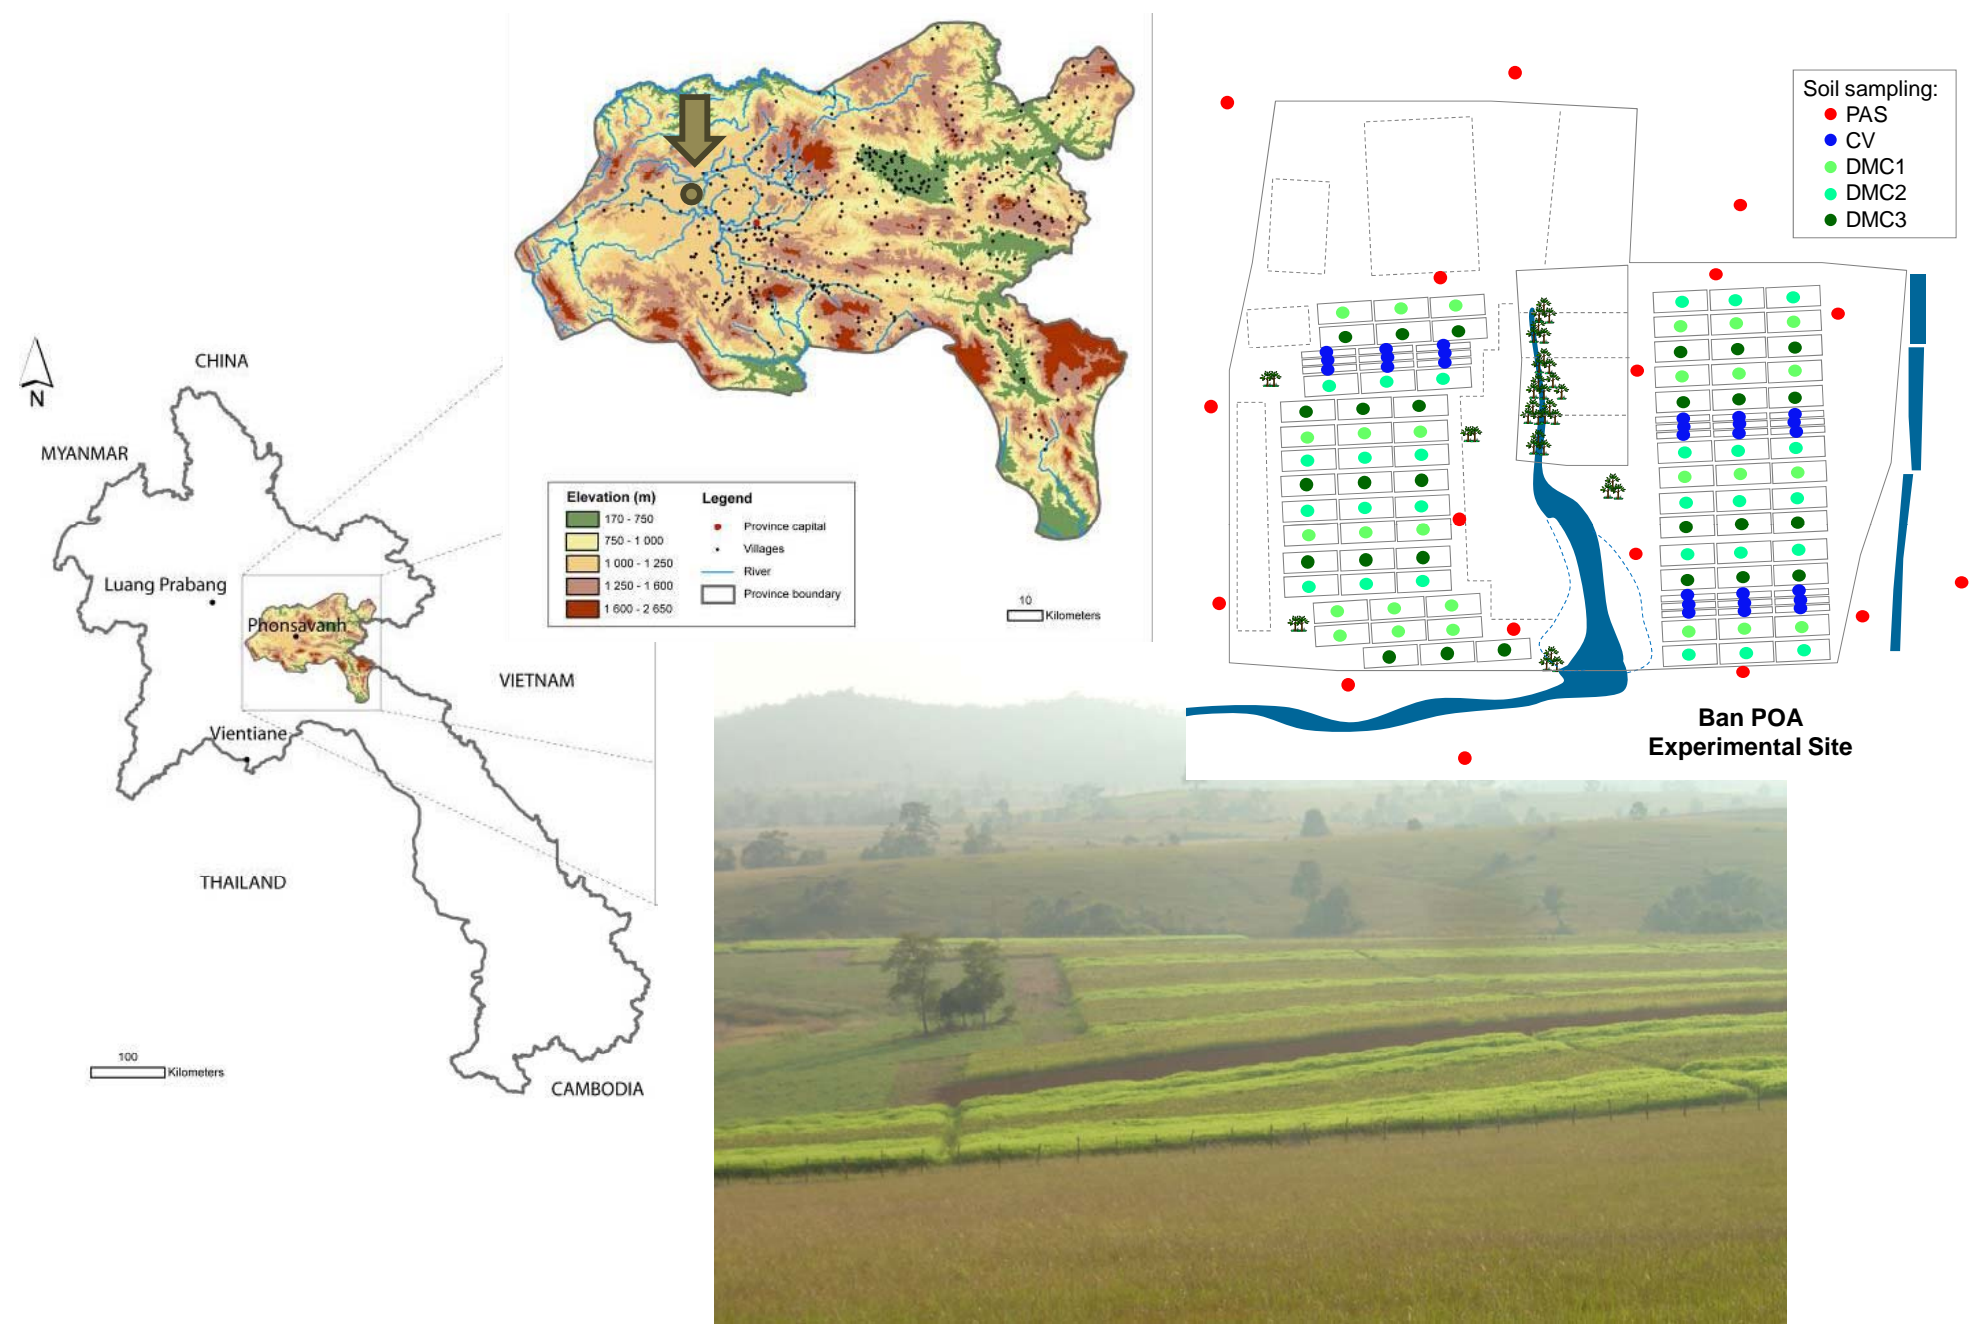 N
CHINA
MYANMAR
Luang Prabang
Phonsavanh
VIETNAM
Vientiane
THAILAND
CAMBODIA
100
Kilometers
Elevation (m)
170 - 750
750 - 1 000
1 000 - 1 250
1 250 - 1 600
1 600 - 2 650
Legend
Province capital
Villages
River
Province boundary
10
Kilometers
Soil sampling:
PAS
CV
DMC1
DMC2
DMC3
Ban POA
Experimental Site